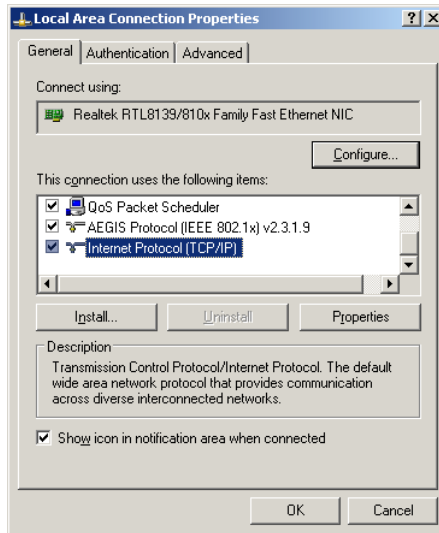 Local Area Connection Properties
General Authentication Advanced
Connect using:
Realtek RTL8139/810x Family Fast Ethernet NIC
Configure...
This connection uses the following items:
QoS Packet Scheduler
AEGIS Protocol (IEEE 802.1x) v2.3.1.9
Internet Protocol (TCP/IP)
Install... Uninstall Properties
Description
Transmission Control Protocol/Internet Protocol. The default
wide area network protocol that provides communication
across diverse interconnected networks.
Show icon in notification area when connected
OK Cancel